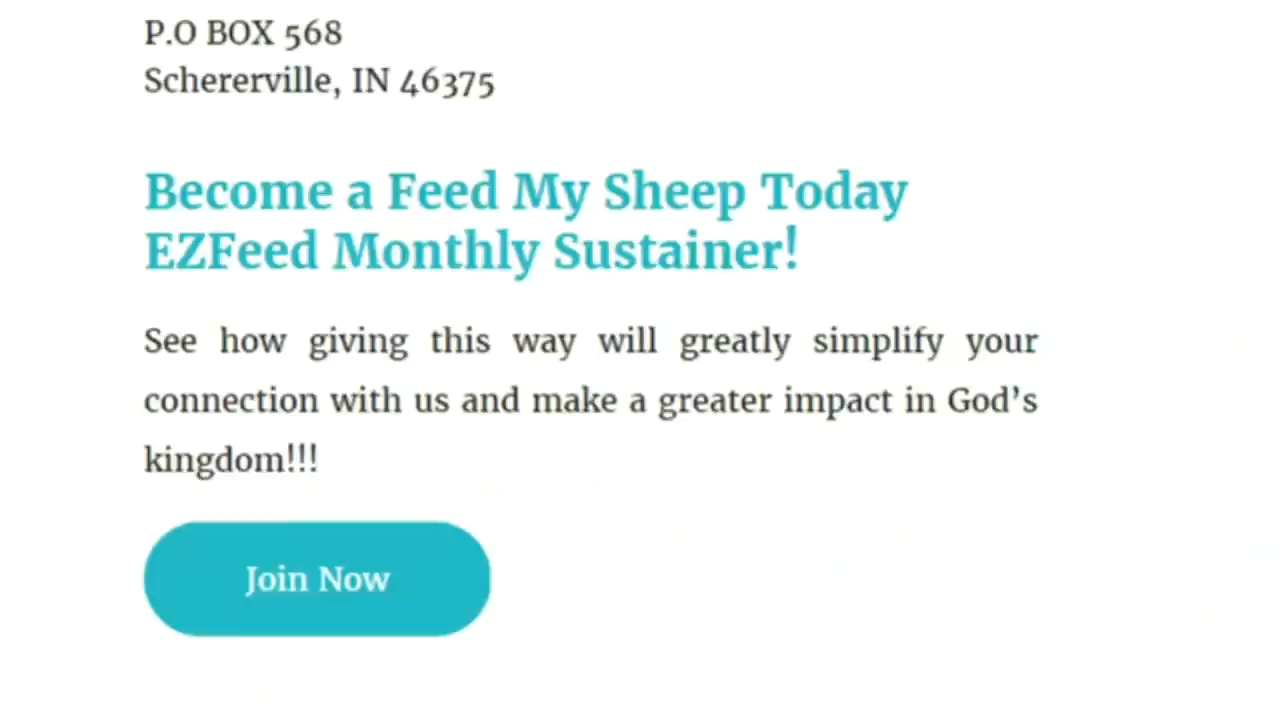 P.O BOX 568
Schererville, IN 46375
Become a Feed My Sheep Today
EZFeed Monthly Sustainer!
See how giving this way will greatly simplify your
connection with us and make a greater impact in God’s
kingdom!!!
Join Now